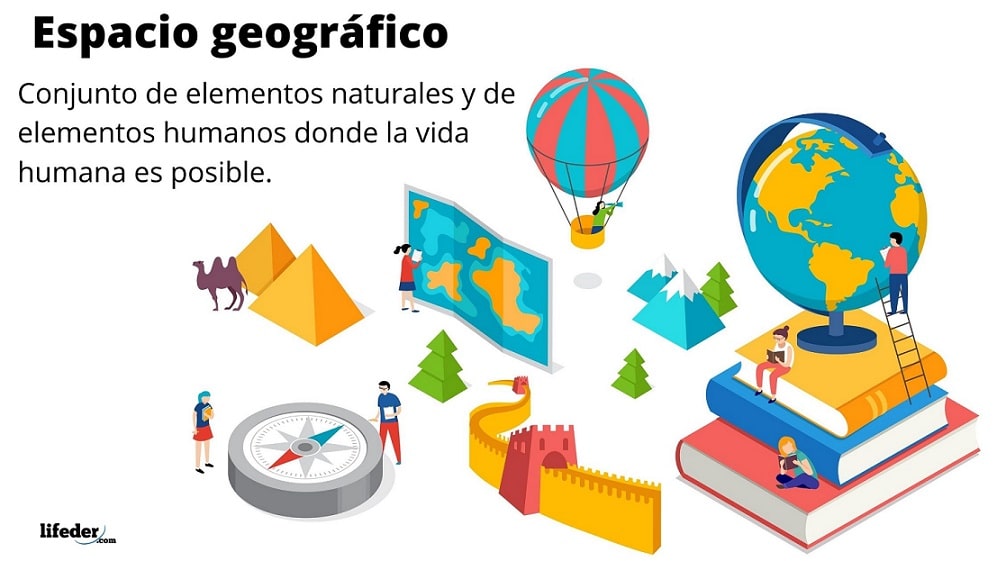 Espacio geográfico
Conjunto de elementos naturales y de
elementos humanos donde la vida
humana es posible.
lifeder.com